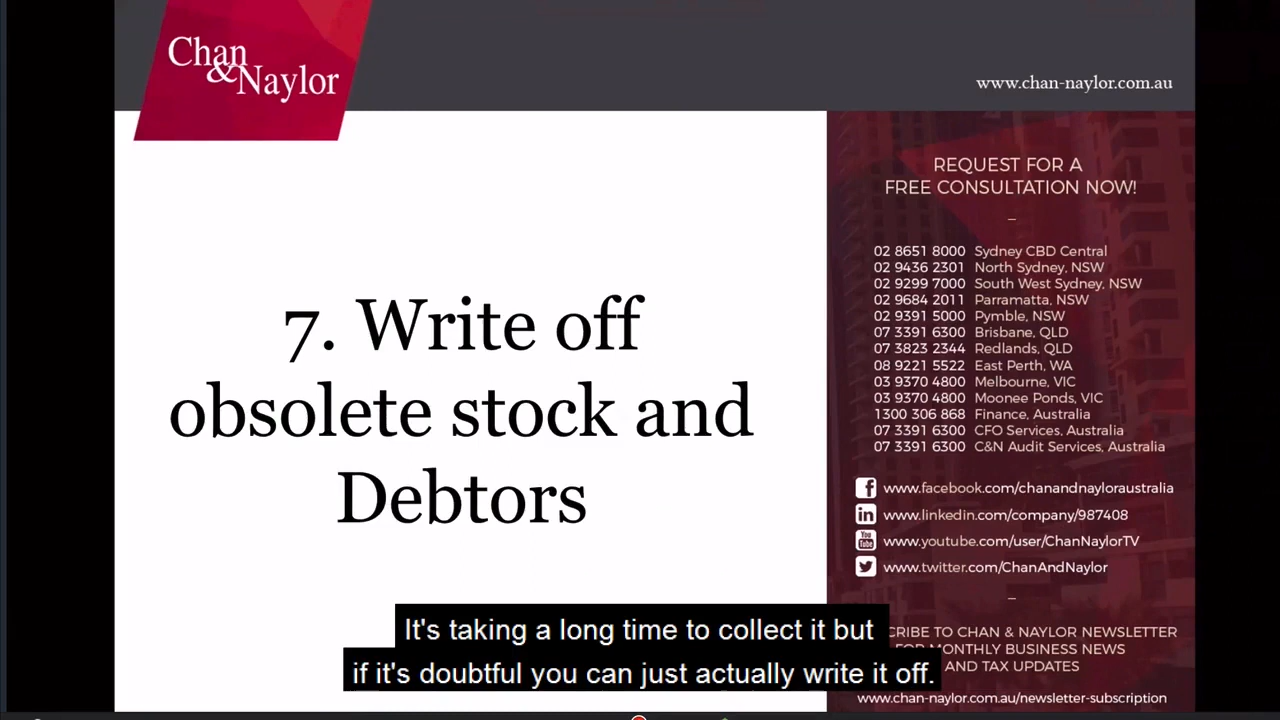 Chan
&Naylor
www.chan-naylor.com.au
7. Write off
obsolete stock and
Debtors
REQUEST FOR A
FREE CONSULTATION NOW!
02 8651 8000 Sydney CBD Central
02 9436 2301 North Sydney, NSW
02 9299 7000 South West Sydney, NSW
02 9684 2011 Parramatta, NSW
02 9391 5000 Pymble, NSW
07 3391 6300 Brisbane, QLD
07 3823 2344 Redlands, QLD
08 9221 5522 East Perth, WA
03 9370 4800 Melbourne, VIC
03 9370 4800 Moonee Ponds, VIC
1300 306 868 Finance, Australia
07 3391 6300 CFO Services, Australia
07 3391 6300 C&N Audit Services, Australia
www.facebook.com/chanandnayloraustralia
www.linkedin.com/company/987408
You Tube www.youtube.com/user/ChanNaylorTV
www.twitter.com/ChanAndNaylor
CRIBE TO CHAN & NAYLOR NEWSLETTER
FOR MONTHLY BUSINESS NEWS
AND TAX UPDATES
www.chan-naylor.com.au/newsletter-subscription
It's taking a long time to collect it but
if it's doubtful you can just actually write it off.